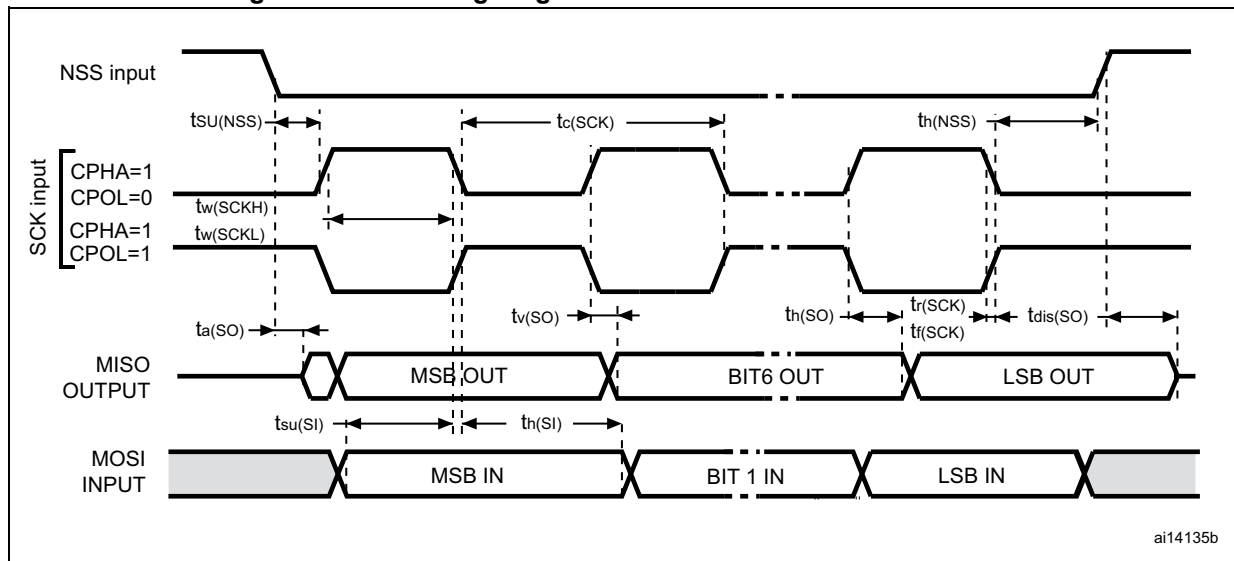 NSS input
tSU(NSS)
tc(SCK)
th(NSS)
SCK input
CPHA=1
CPOL=0
tw(SCKH)
CPHA=1
tw(SCKL)
CPOL=1
ta(SO)
tv(SO)
th(SO)
tr(SCK)
tf(SCK)
tdis(SO)
MISO
OUTPUT
MSB OUT
BIT6 OUT
LSB OUT
tsu(SI)
th(SI)
MOSI
INPUT
MSB IN
BIT 1 IN
LSB IN
ai14135b